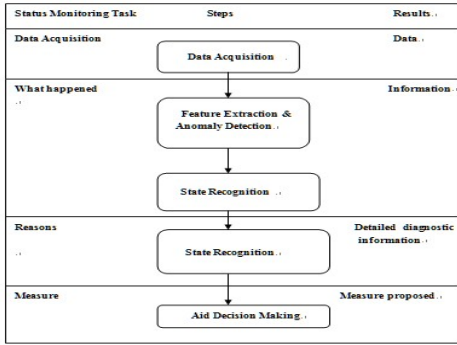 Status Monitoring Task Steps Results
Data Acquisition Data
Data Acquisition
What happened Information
Feature Extraction &
Anomaly Detection
State Recognition
Reasons Detailed diagnostic
information
State Recognition
Measure Measure proposed
Aid Decision Making